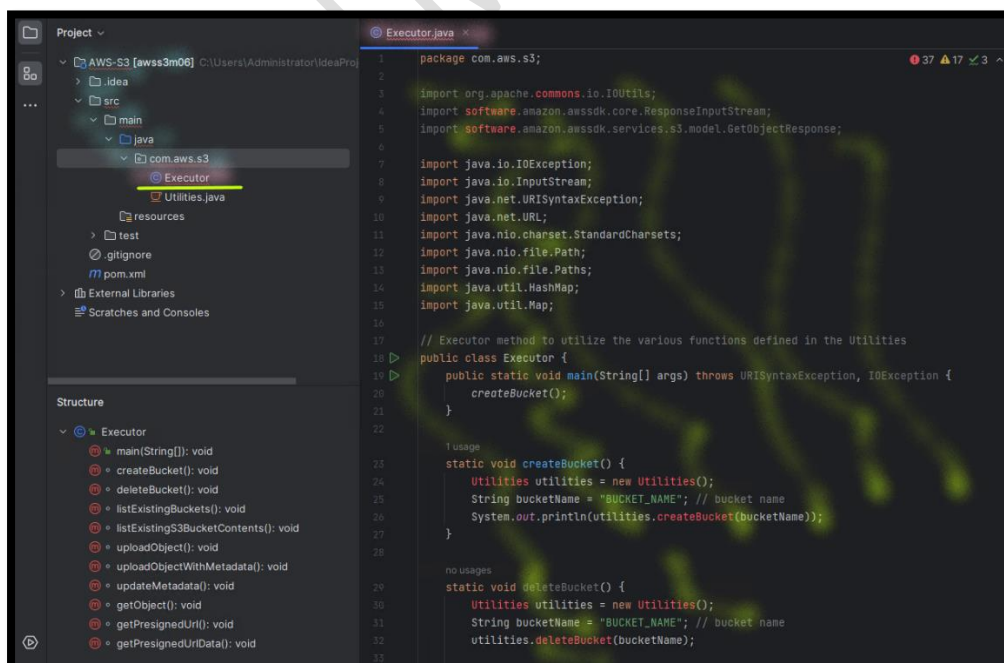 Project
AWS-S3 [awss3m06] C:\Users\Administrator\IdeaProj
.idea
src
main
java
com.aws.s3
Executor
Utilities.java
resources
test
.gitignore
pom.xml
External Libraries
Scratches and Consoles
Structure
Executor
main(String[]): void
createBucket(): void
deleteBucket(): void
listExistingBuckets(): void
listExistingS3BucketContents(): void
uploadObject(): void
uploadObjectWithMetadata(): void
updateMetadata(): void
getObject(): void
getPresignedUrl(): void
getPresignedUrlData(): void
Executor.java
37 17 3
1 package com.aws.s3;
2
3 import org.apache.commons.io.IOUtils;
4 import software.amazon.awssdk.core.ResponseInputStream;
5 import software.amazon.awssdk.services.s3.model.GetObjectResponse;
6
7 import java.io.IOException;
8 import java.io.InputStream;
9 import java.net.URISyntaxException;
10 import java.net.URL;
11 import java.nio.charset.StandardCharsets;
12 import java.nio.file.Path;
13 import java.nio.file.Paths;
14 import java.util.HashMap;
15 import java.util.Map;
16
17 // Executor method to utilize the various functions defined in the Utilities
18 public class Executor {
19 public static void main(String[] args) throws URISyntaxException, IOException {
20 createBucket();
21 }
22
1 usage
23 static void createBucket() {
24 Utilities utilities = new Utilities();
25 String bucketName = "BUCKET_NAME"; // bucket name
26 System.out.println(utilities.createBucket(bucketName));
27 }
28
no usages
29 static void deleteBucket() {
30 Utilities utilities = new Utilities();
31 String bucketName = "BUCKET_NAME"; // bucket name
32 utilities.deleteBucket(bucketName);
33